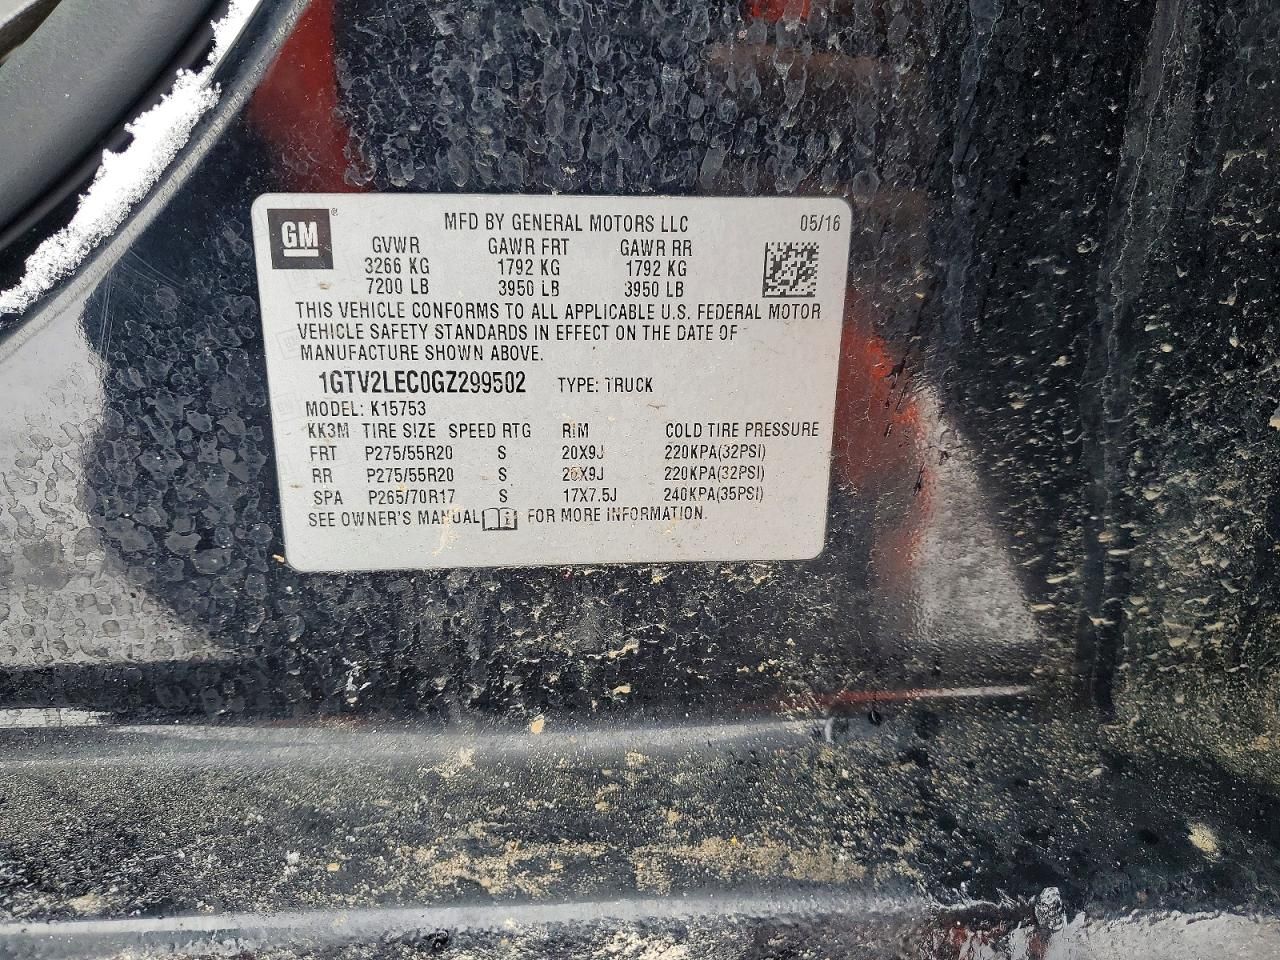 GM
MFD BY GENERAL MOTORS LLC 05/16
GVWR GAWR FRT GAWR RR
3266 KG 1792 KG 1792 KG
7200 LB 3950 LB 3950 LB
THIS VEHICLE CONFORMS TO ALL APPLICABLE U.S. FEDERAL MOTOR
VEHICLE SAFETY STANDARDS IN EFFECT ON THE DATE OF
MANUFACTURE SHOWN ABOVE.
1GTV2LEC0GZ299502 TYPE: TRUCK
MODEL: K15753
KK3M TIRE SIZE SPEED RTG RIM COLD TIRE PRESSURE
FRT P275/55R20 S 20X9J 220KPA(32PSI)
RR P275/55R20 S 20X9J 220KPA(32PSI)
SPA P265/70R17 S 17X7.5J 240KPA(35PSI)
SEE OWNER'S MANUAL FOR MORE INFORMATION.